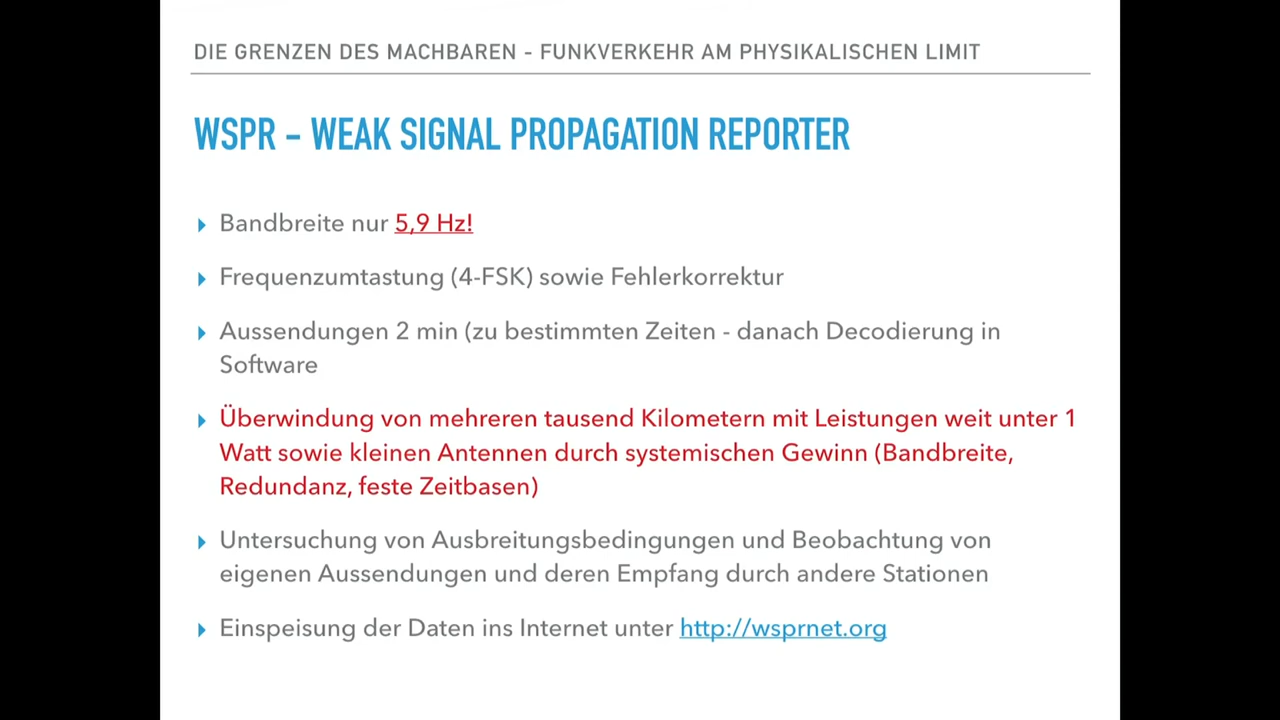 DIE GRENZEN DES MACHBAREN - FUNKVERKEHR AM PHYSIKALISCHEN LIMIT
WSPR – WEAK SIGNAL PROPAGATION REPORTER
Bandbreite nur 5,9 Hz!
Frequenzumtastung (4-FSK) sowie Fehlerkorrektur
Aussendungen 2 min (zu bestimmten Zeiten - danach Decodierung in
Software
Überwindung von mehreren tausend Kilometern mit Leistungen weit unter 1
Watt sowie kleinen Antennen durch systemischen Gewinn (Bandbreite,
Redundanz, feste Zeitbasen)
Untersuchung von Ausbreitungsbedingungen und Beobachtung von
eigenen Aussendungen und deren Empfang durch andere Stationen
Einspeisung der Daten ins Internet unter http://wsprnet.org